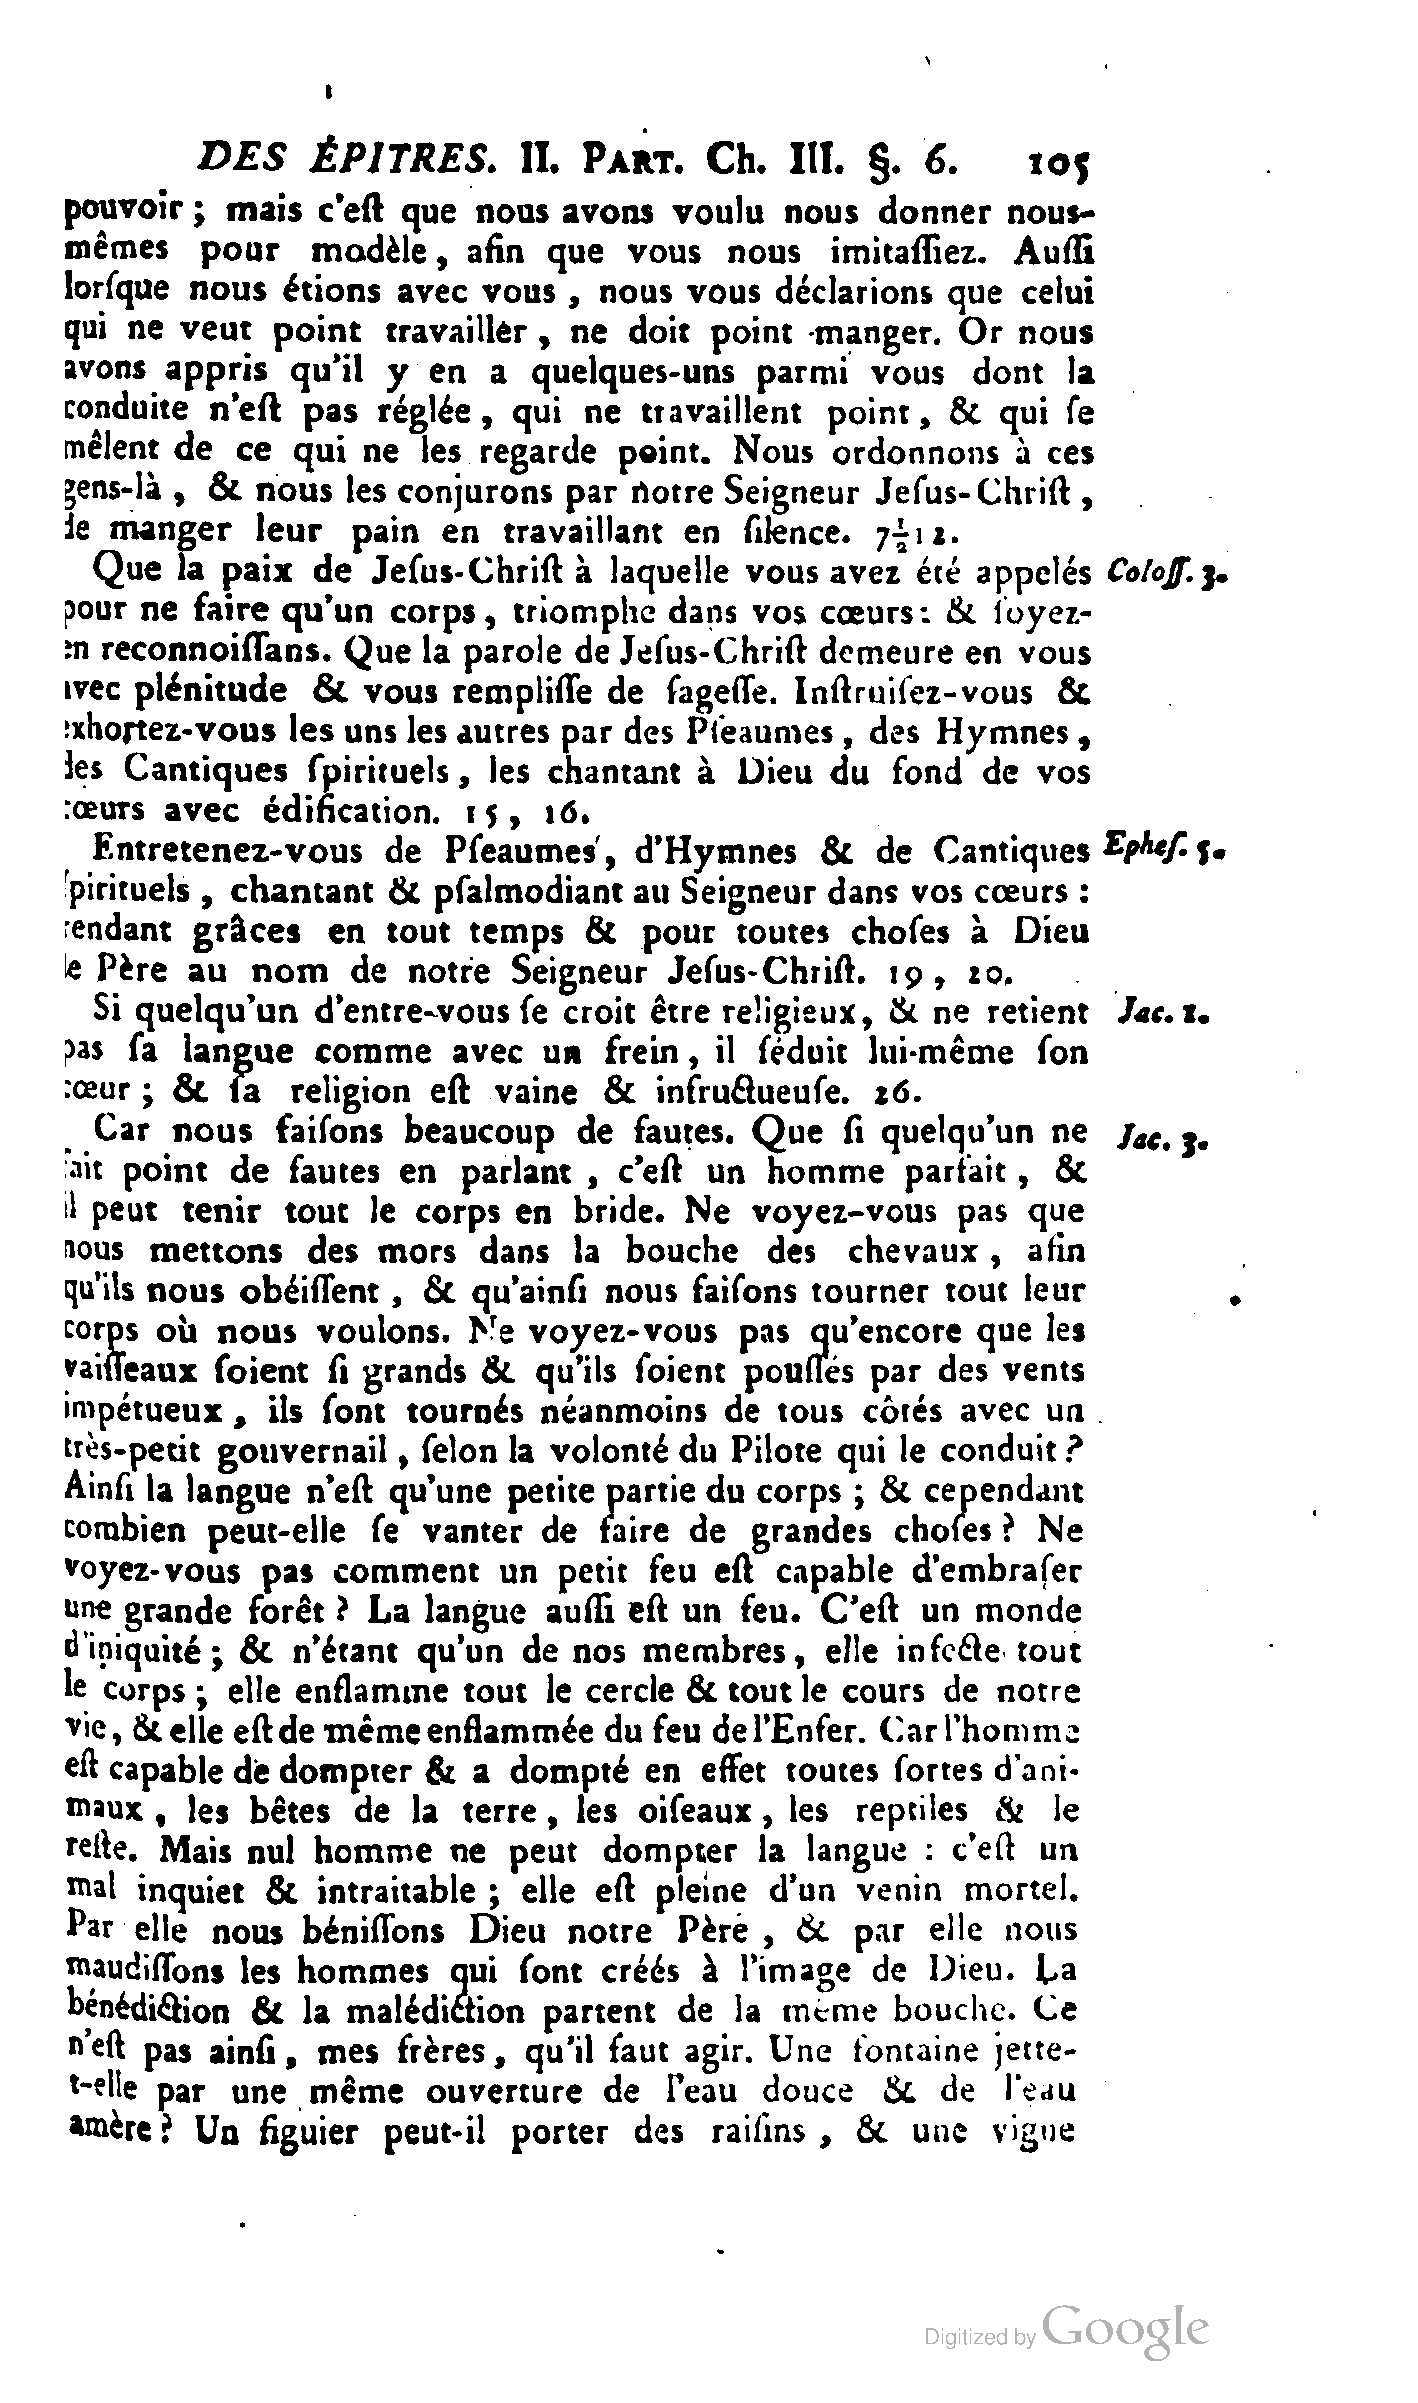 DES ÉPITRES. II. PART. Ch. III. §. 6. 105
pouvoir ; mais c'eſt que nous avons voulu nous donner nous-
mêmes pour modèle, afin que vous nous imitaſſiez. Auſſi
lorſque nous étions avec vous, nous vous déclarions que celui
qui ne veut point travailler, ne doit point manger. Or nous
avons appris qu'il y en a quelques-uns parmi vous dont la
conduite n'eſt pas réglée, qui ne travaillent point, & qui ſe
mêlent de ce qui ne les regarde point. Nous ordonnons à ces
gens-là, & nous les conjurons par notre Seigneur Jeſus-Chriſt,
de manger leur pain en travaillant en ſilence. 7½12.
Que la paix de Jeſus-Chriſt à laquelle vous avez été appelés Coloſſ. 3.
pour ne faire qu'un corps, triomphe dans vos cœurs : & ſoyez-
en reconnoiſſans. Que la parole de Jeſus-Chriſt demeure en vous
avec plénitude & vous rempliſſe de ſageſſe. Inſtruiſez-vous &
exhortez-vous les uns les autres par des Pſeaumes, des Hymnes,
des Cantiques ſpirituels, les chantant à Dieu du fond de vos
cœurs avec édification. 15, 16.
Entretenez-vous de Pſeaumes, d'Hymnes & de Cantiques Epheſ. 5.
ſpirituels, chantant & pſalmodiant au Seigneur dans vos cœurs :
rendant grâces en tout temps & pour toutes choſes à Dieu
le Père au nom de notre Seigneur Jeſus-Chriſt. 19, 20.
Si quelqu'un d'entre-vous ſe croit être religieux, & ne retient Jac. 1.
pas ſa langue comme avec un frein, il ſéduit lui-même ſon
cœur ; & ſa religion eſt vaine & infructueuſe. 26.
Car nous faiſons beaucoup de fautes. Que ſi quelqu'un ne Jac. 3.
fait point de fautes en parlant, c'eſt un homme parfait, &
il peut tenir tout le corps en bride. Ne voyez-vous pas que
nous mettons des mors dans la bouche des chevaux, afin
qu'ils nous obéiſſent, & qu'ainſi nous faiſons tourner tout leur
corps où nous voulons. Ne voyez-vous pas qu'encore que les
vaiſſeaux ſoient ſi grands & qu'ils ſoient pouſſés par des vents
impétueux, ils ſont tournés néanmoins de tous côtés avec un
très-petit gouvernail, ſelon la volonté du Pilote qui le conduit ?
Ainſi la langue n'eſt qu'une petite partie du corps ; & cependant
combien peut-elle ſe vanter de faire de grandes choſes ? Ne
voyez-vous pas comment un petit feu eſt capable d'embraſer
une grande forêt ? La langue auſſi eſt un feu. C'eſt un monde
d'iniquité ; & n'étant qu'un de nos membres, elle infecte tout
le corps ; elle enflamme tout le cercle & tout le cours de notre
vie, & elle eſt de même enflammée du feu de l'Enfer. Car l'homme
eſt capable de dompter & a dompté en effet toutes ſortes d'ani-
maux, les bêtes de la terre, les oiſeaux, les reptiles & le
reſte. Mais nul homme ne peut dompter la langue : c'eſt un
mal inquiet & intraitable ; elle eſt pleine d'un venin mortel.
Par elle nous béniſſons Dieu notre Père, & par elle nous
maudiſſons les hommes qui ſont créés à l'image de Dieu. La
bénédiction & la malédiction partent de la même bouche. Ce
n'eſt pas ainſi, mes frères, qu'il faut agir. Une fontaine jette-
t-elle par une même ouverture de l'eau douce & de l'eau
amère ? Un figuier peut-il porter des raiſins, & une vigne
Digitized by Google